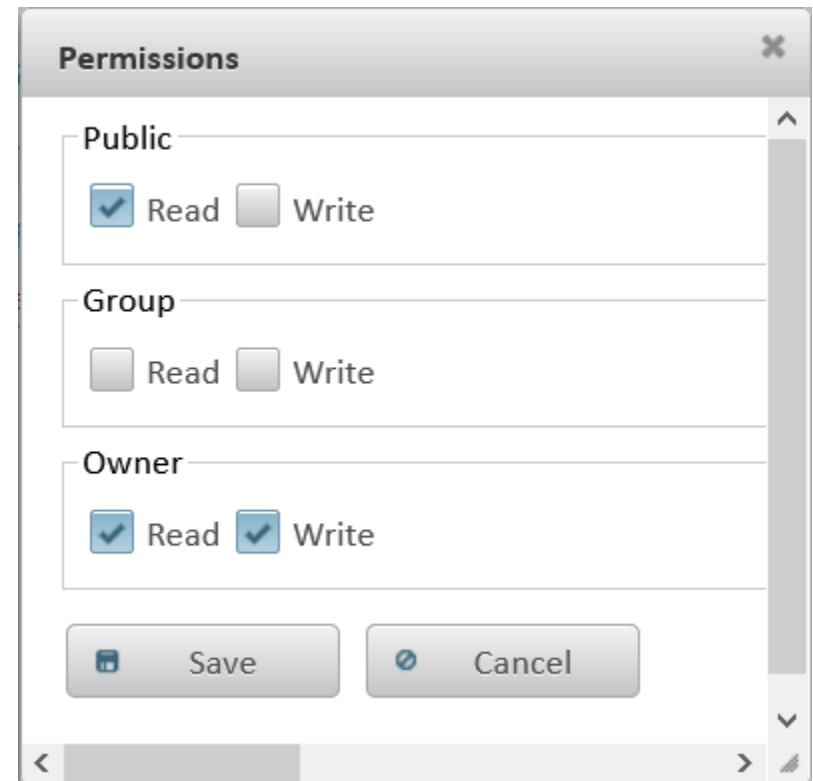 Permissions
Public
Read Write
Group
Read Write
Owner
Read Write
Save Cancel